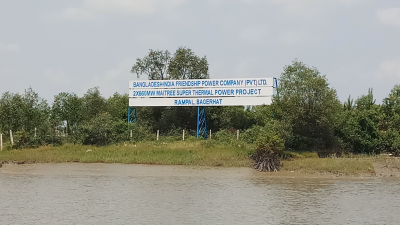 BANGLADESH INDIA FRIENDSHIP POWER COMPANY (PVT) LTD.
2X660MW MAITREE SUPER THERMAL POWER PROJECT
RAMPAL, BAGERHAT